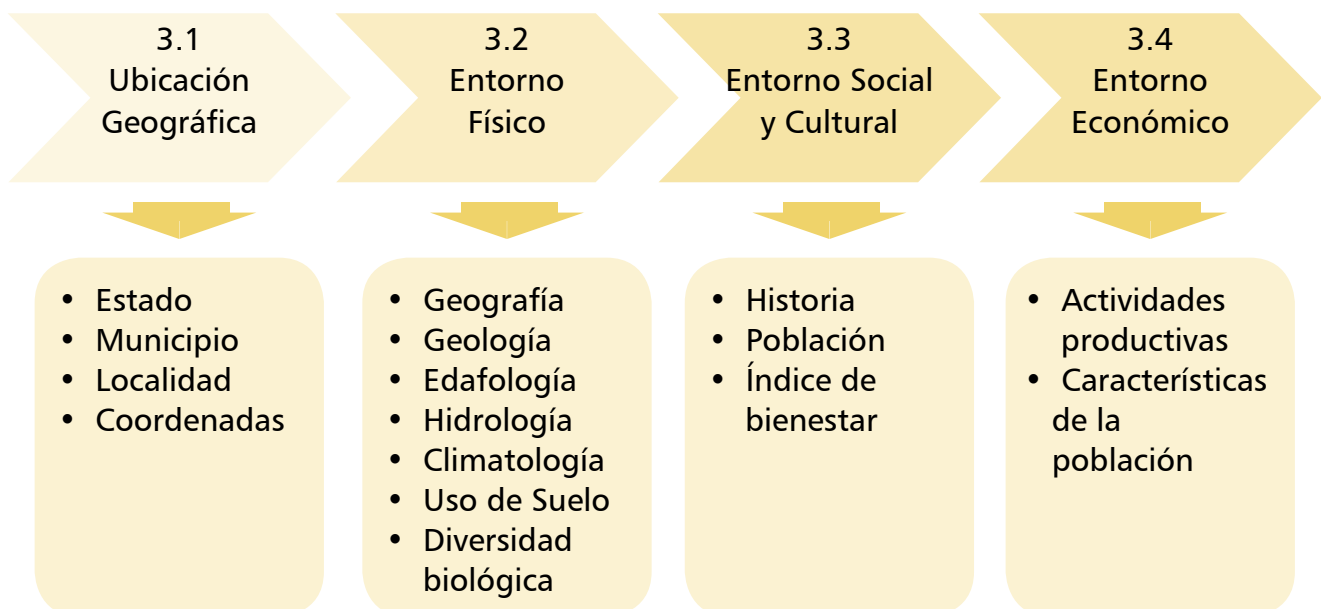 3.1
Ubicación
Geográfica
3.2
Entorno
Físico
3.3
Entorno Social
y Cultural
3.4
Entorno
Económico
• Estado
• Municipio
• Localidad
• Coordenadas
• Geografía
• Geología
• Edafología
• Hidrología
• Climatología
• Uso de Suelo
• Diversidad
biológica
• Historia
• Población
• Índice de
bienestar
• Actividades
productivas
• Características
de la
población